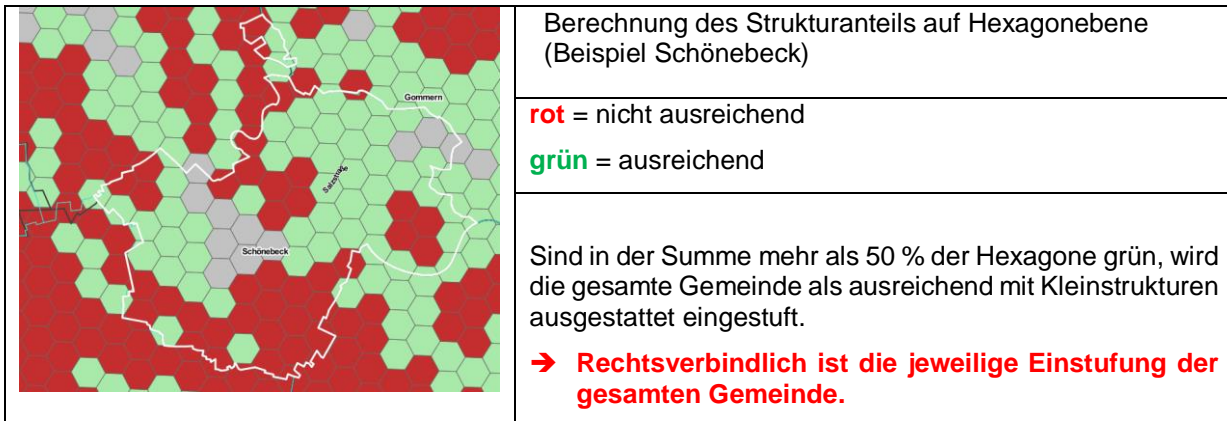 Gommern
Salzstraße
Schönebeck
Berechnung des Strukturanteils auf Hexagonebene
(Beispiel Schönebeck)
rot = nicht ausreichend
grün = ausreichend
Sind in der Summe mehr als 50 % der Hexagone grün, wird
die gesamte Gemeinde als ausreichend mit Kleinstrukturen
ausgestattet eingestuft.
➔ Rechtsverbindlich ist die jeweilige Einstufung der
gesamten Gemeinde.